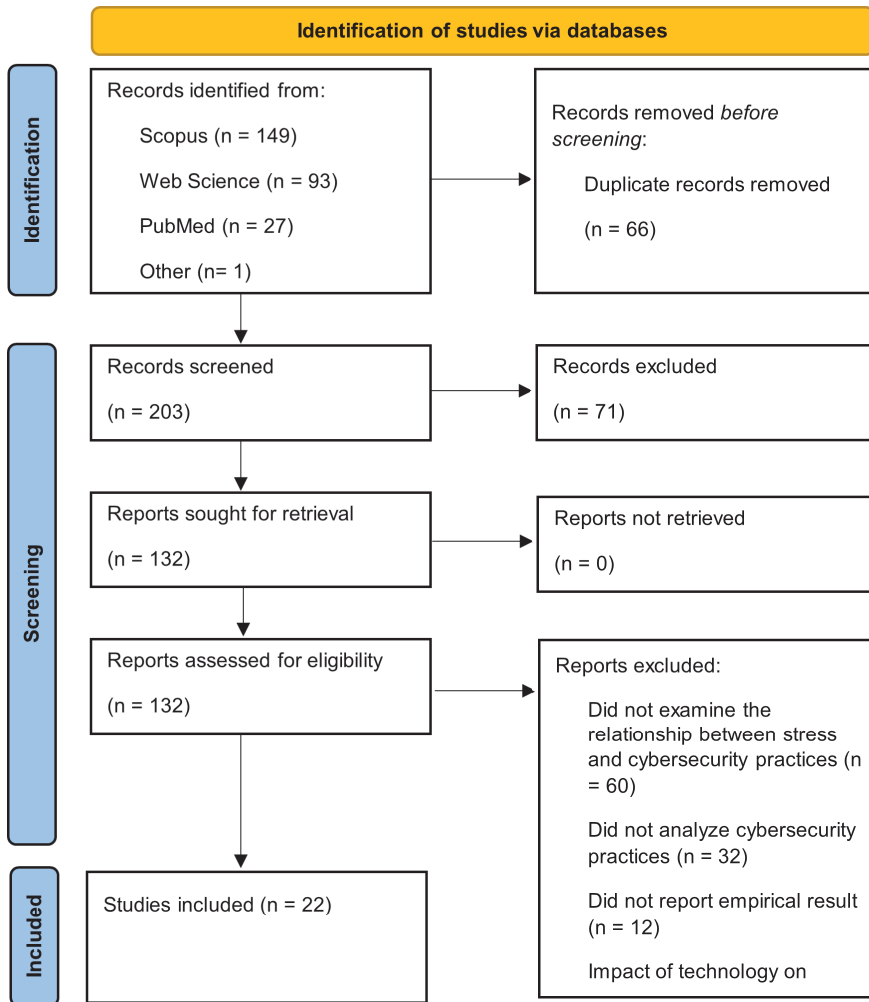 Identification of studies via databases
Identification
Records identified from:
Scopus (n = 149)
Web Science (n = 93)
PubMed (n = 27)
Other (n= 1)
Records removed before
screening:
Duplicate records removed
(n = 66)
Screening
Records screened
(n = 203)
Records excluded
(n = 71)
Reports sought for retrieval
(n = 132)
Reports not retrieved
(n = 0)
Reports assessed for eligibility
(n = 132)
Reports excluded:
Did not examine the
relationship between stress
and cybersecurity practices (n
= 60)
Did not analyze cybersecurity
practices (n = 32)
Did not report empirical result
(n = 12)
Impact of technology on
Included
Studies included (n = 22)